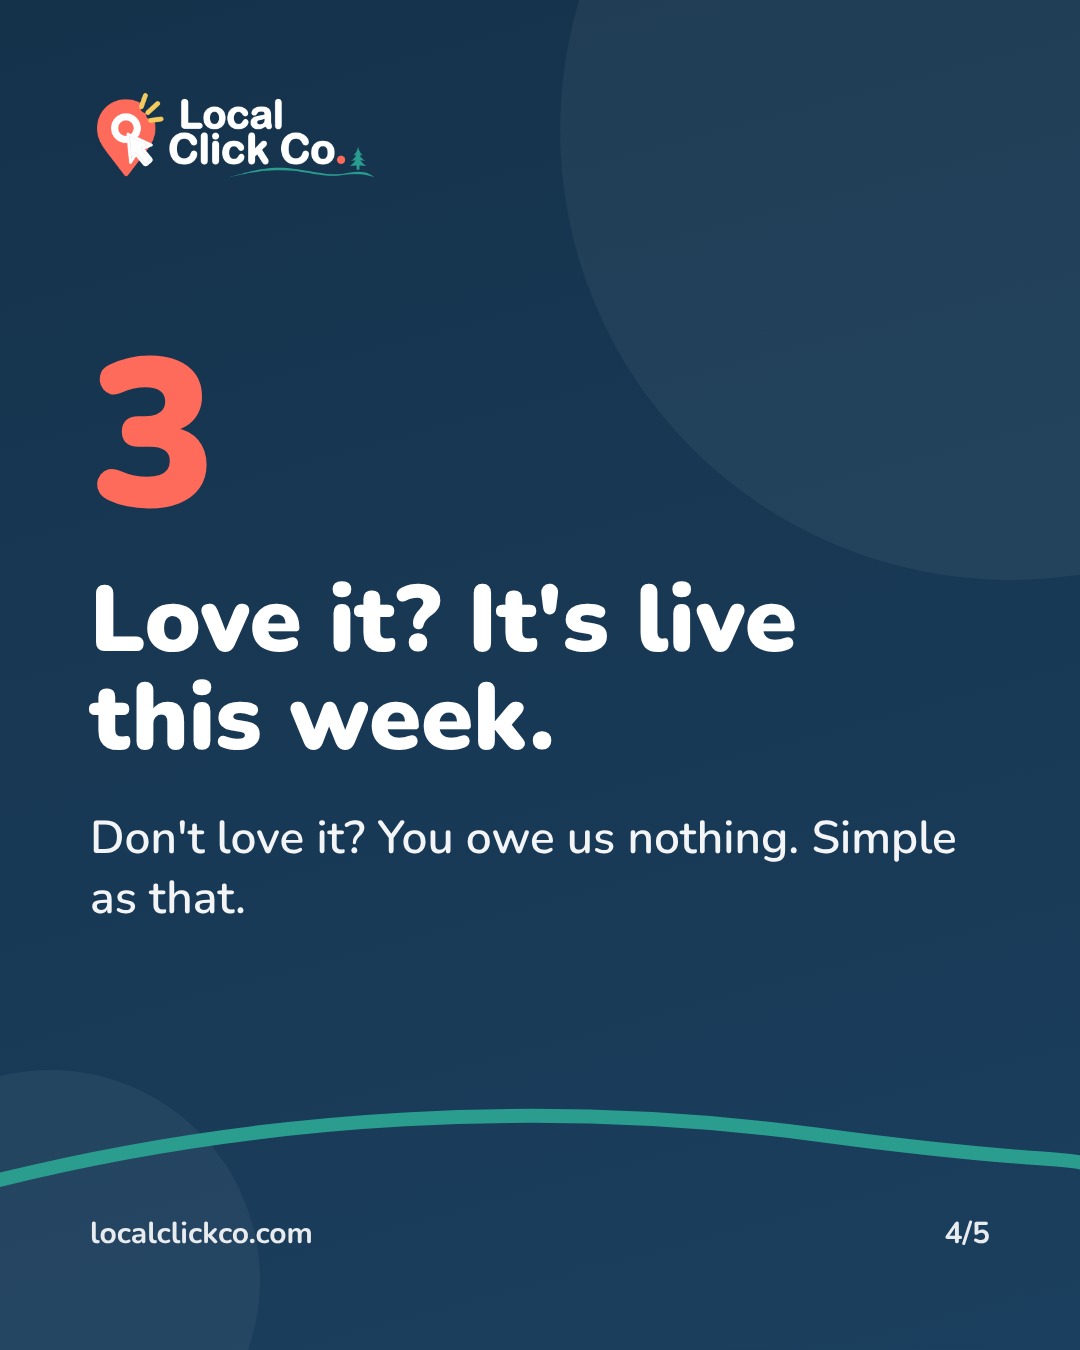 Local
Click Co.
3
Love it? It's live
this week.
Don't love it? You owe us nothing. Simple
as that.
localclickco.com
4/5